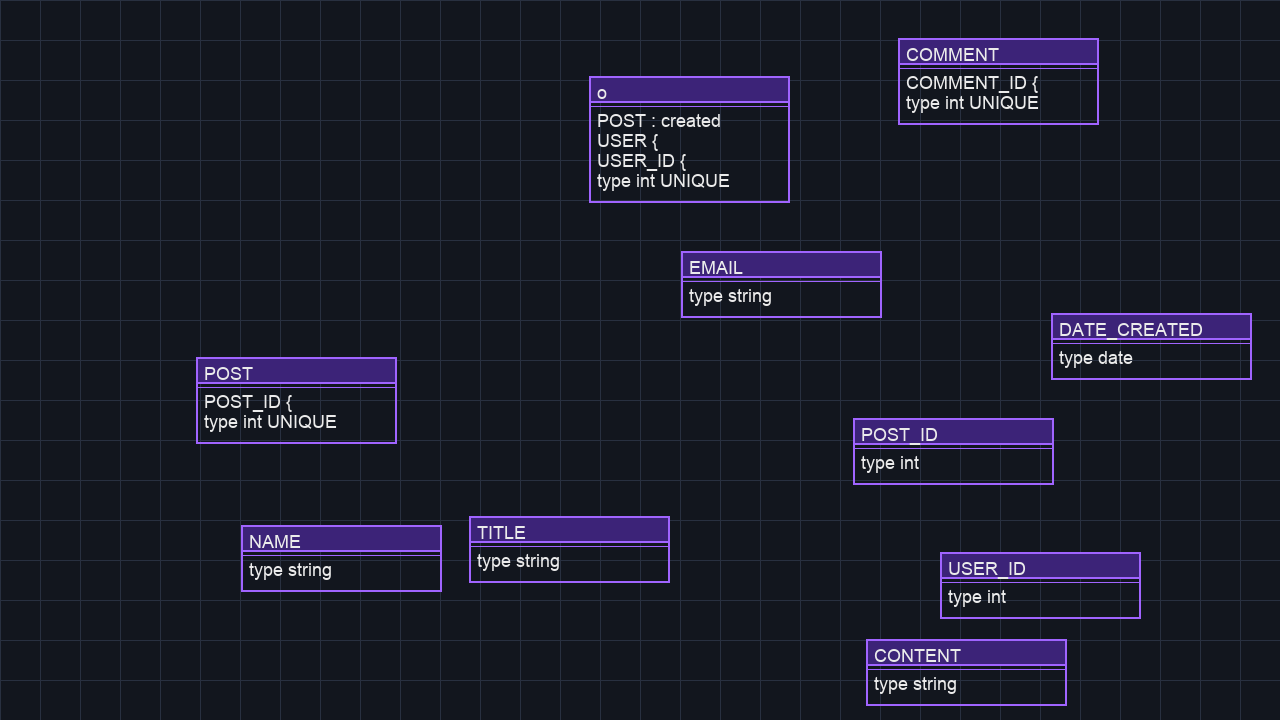 COMMENT
COMMENT_ID {
type int UNIQUE
o
POST : created
USER {
USER_ID {
type int UNIQUE
EMAIL
type string
DATE_CREATED
type date
POST
POST_ID {
type int UNIQUE
POST_ID
type int
NAME
type string
TITLE
type string
USER_ID
type int
CONTENT
type string